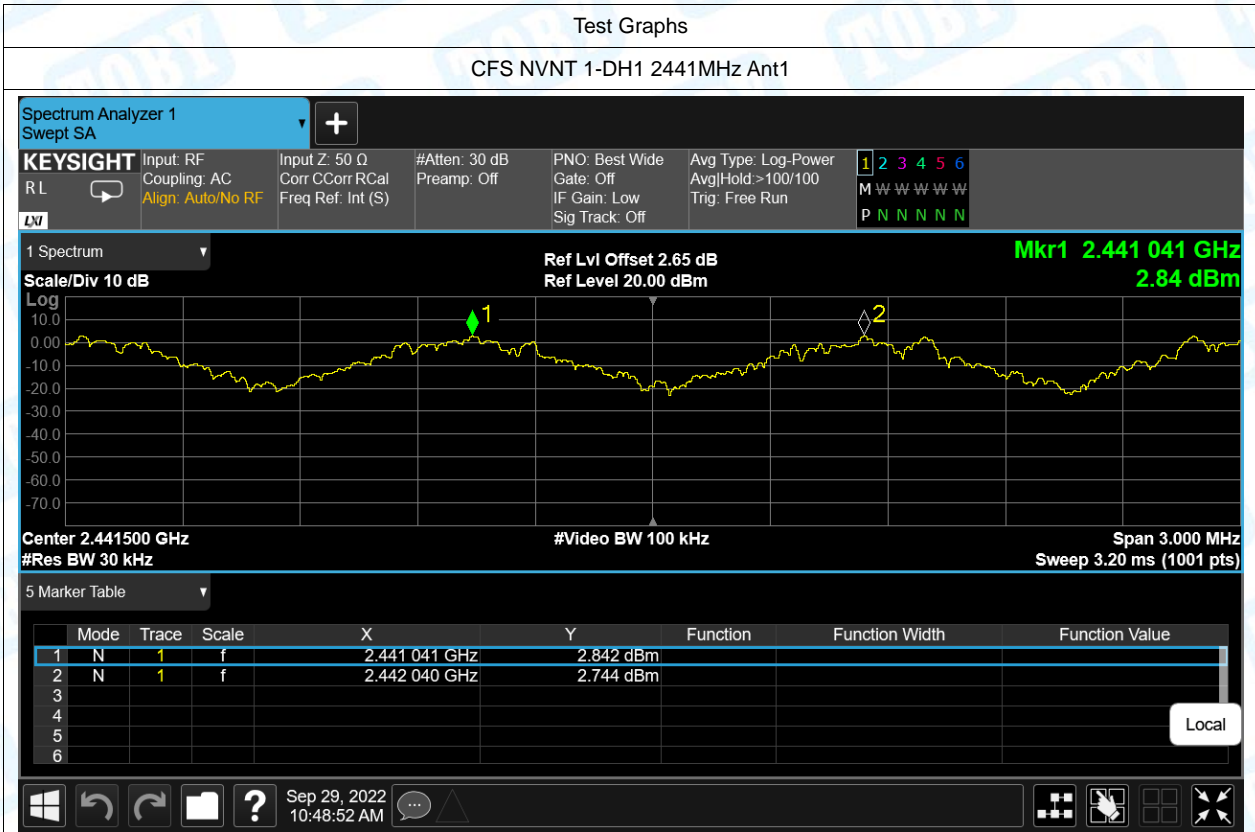 Test Graphs
CFS NVNT 1-DH1 2441MHz Ant1
Spectrum Analyzer 1
Swept SA
+
KEYSIGHT
RL
LXI
Input: RF
Coupling: AC
Align: Auto/No RF
Input Z: 50 Ω
Corr CCorr RCal
Freq Ref: Int (S)
#Atten: 30 dB
Preamp: Off
PNO: Best Wide
Gate: Off
IF Gain: Low
Sig Track: Off
Avg Type: Log-Power
Avg|Hold:>100/100
Trig: Free Run
1 2 3 4 5 6
M W W W W W
P N N N N N
1 Spectrum
Scale/Div 10 dB
Ref Lvl Offset 2.65 dB
Ref Level 20.00 dBm
Mkr1 2.441 041 GHz
2.84 dBm
Log
10.0
0.00
-10.0
-20.0
-30.0
-40.0
-50.0
-60.0
-70.0
1
2
Center 2.441500 GHz
#Video BW 100 kHz
Span 3.000 MHz
#Res BW 30 kHz
Sweep 3.20 ms (1001 pts)
5 Marker Table
Mode Trace Scale X Y Function Function Width Function Value
1 N 1 f 2.441 041 GHz 2.842 dBm
2 N 1 f 2.442 040 GHz 2.744 dBm
3
4
5
6
Local
?
Sep 29, 2022
10:48:52 AM
TOBY